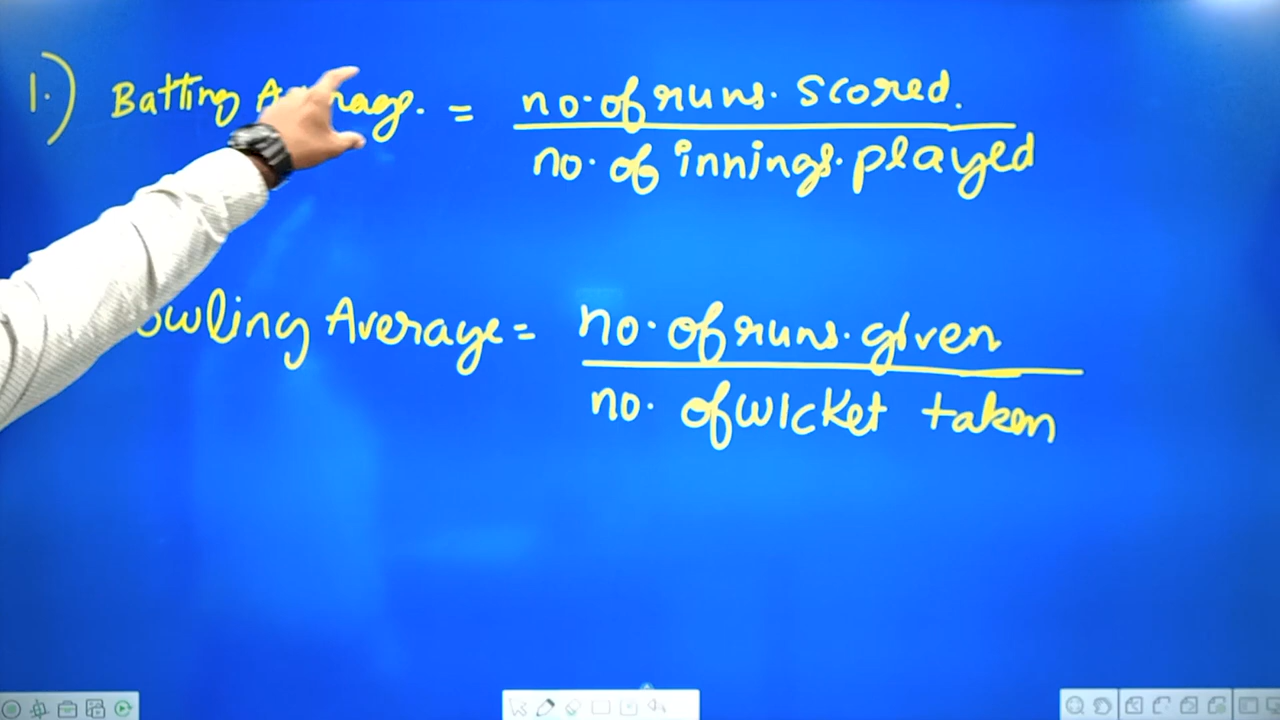 1.) Batting = no. of runs. scored.
no. of innings. played
Average = no. of runs. given
no. of wicket taken